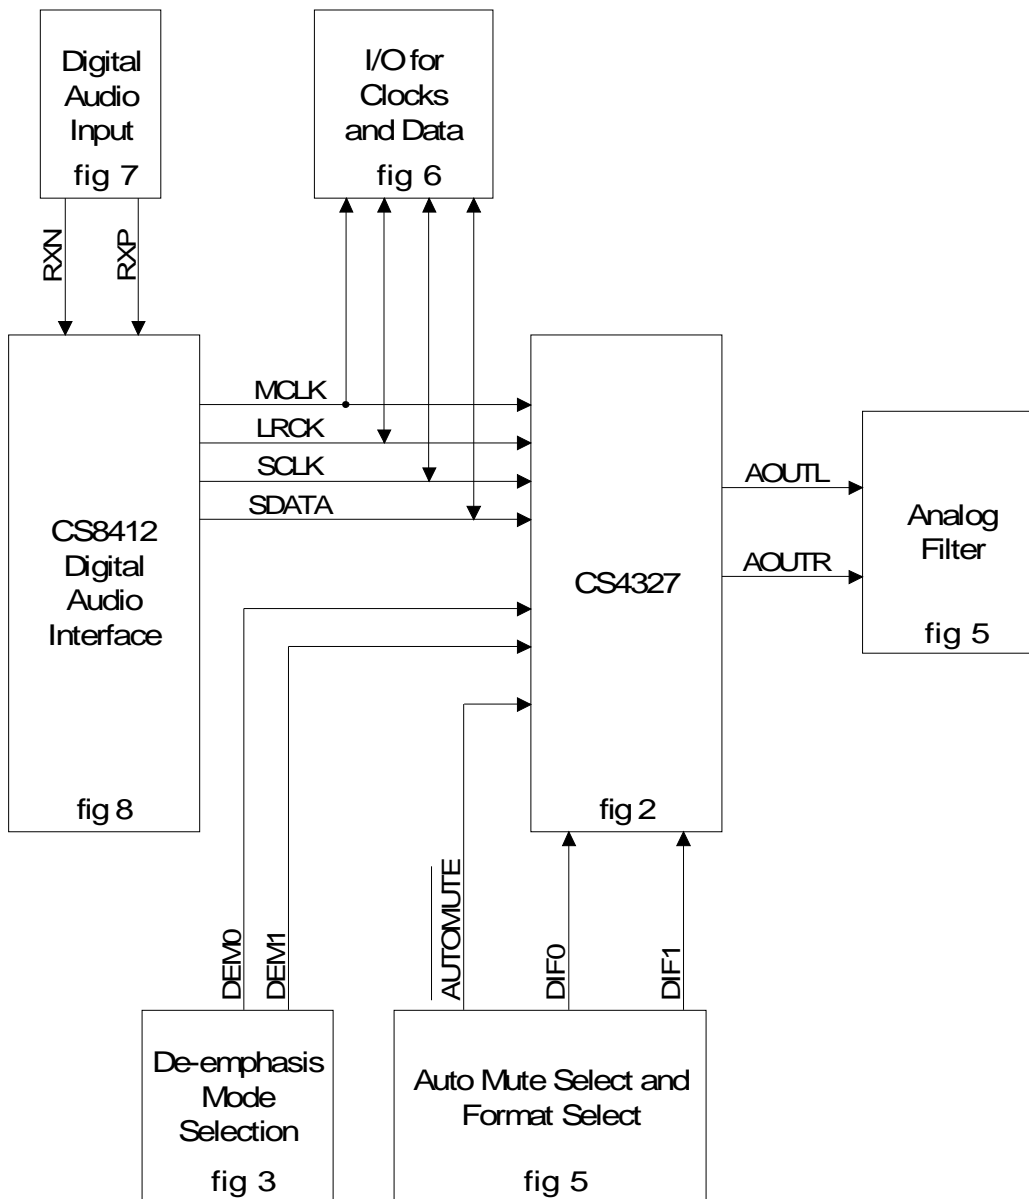 Digital
Audio
Input
fig 7
I/O for
Clocks
and Data
fig 6
RXN
RXP
MCLK
LRCK
SCLK
SDATA
CS8412
Digital
Audio
Interface
fig 8
CS4327
fig 2
AOUTL
AOUTR
Analog
Filter
fig 5
DEM0
DEM1
AUTOMUTE
DIF0
DIF1
De-emphasis
Mode
Selection
fig 3
Auto Mute Select and
Format Select
fig 5